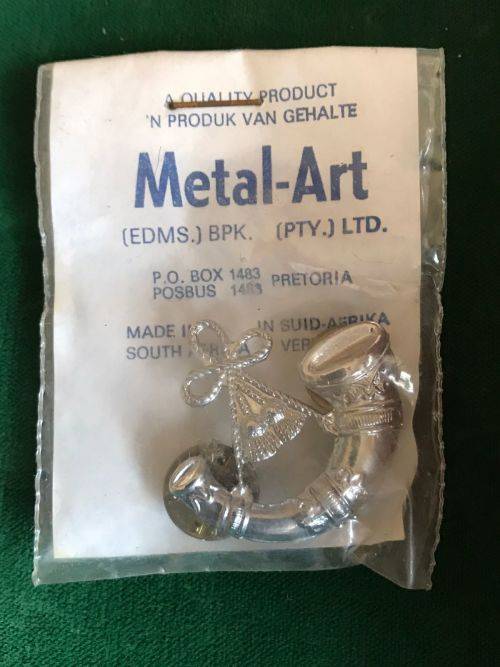 A QUALITY PRODUCT
'N PRODUK VAN GEHALTE
Metal-Art
(EDMS.) BPK. (PTY.) LTD.
P.O. BOX 1483 PRETORIA
POSBUS 1483
MADE IN SUID-AFRIKA
SOUTH